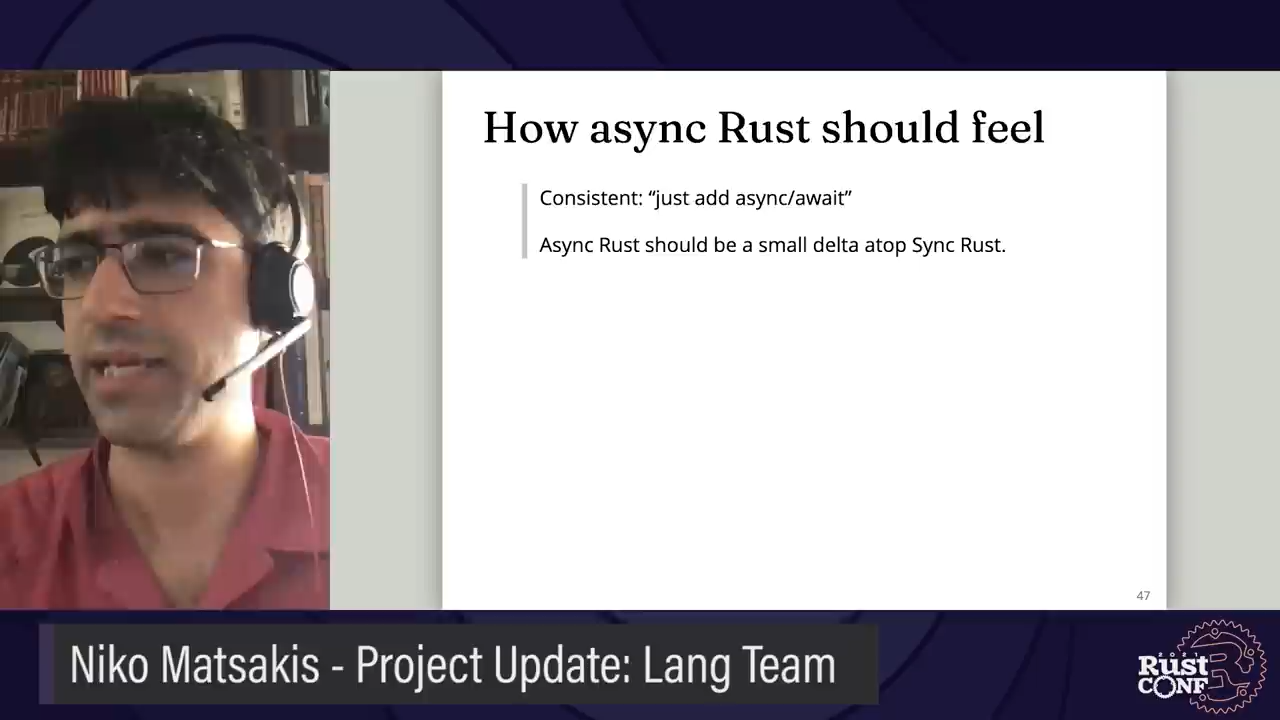 How async Rust should feel
Consistent: “just add async/await”
Async Rust should be a small delta atop Sync Rust.
47
Niko Matsakis - Project Update: Lang Team
Rust
CONF